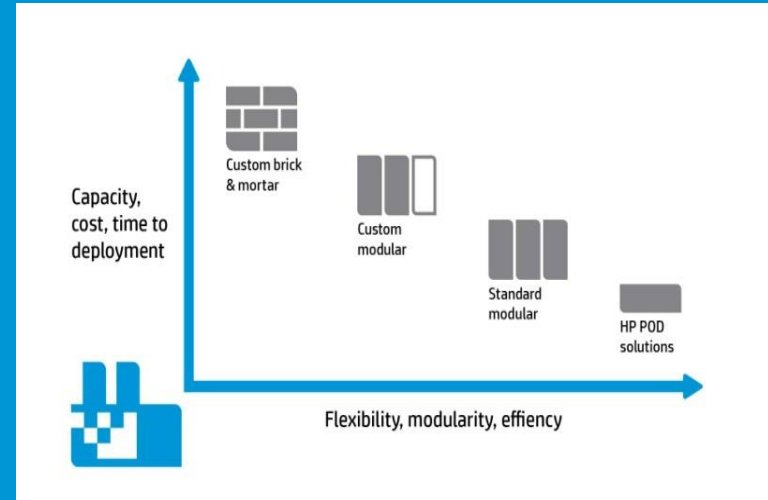 Custom brick
& mortar
Capacity,
cost, time to
deployment
Custom
modular
Standard
modular
HP POD
solutions
Flexibility, modularity, effiency